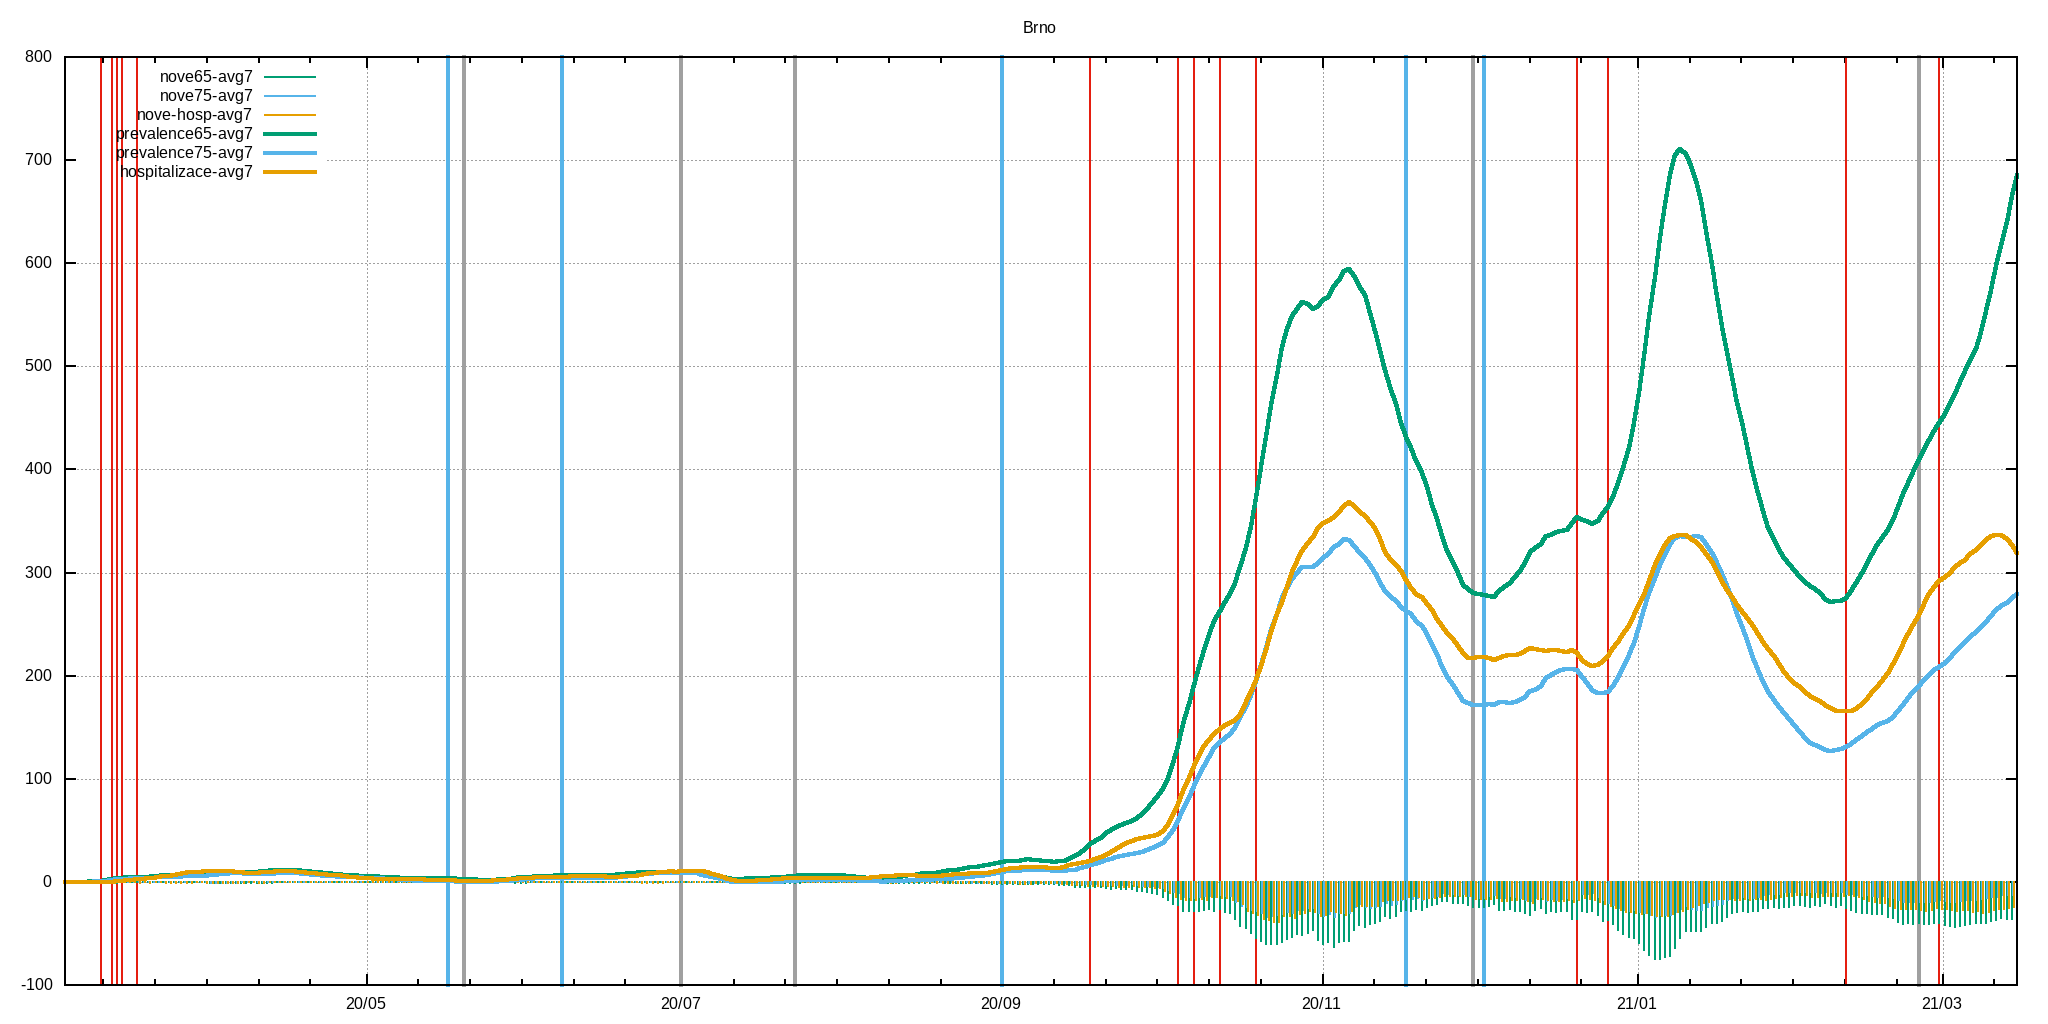 Brno
800
700
600
500
400
300
200
100
0
-100
nove65-avg7
nove75-avg7
nove-hosp-avg7
prevalence65-avg7
prevalence75-avg7
hospitalizace-avg7
20/05 20/07 20/09 20/11 21/01 21/03